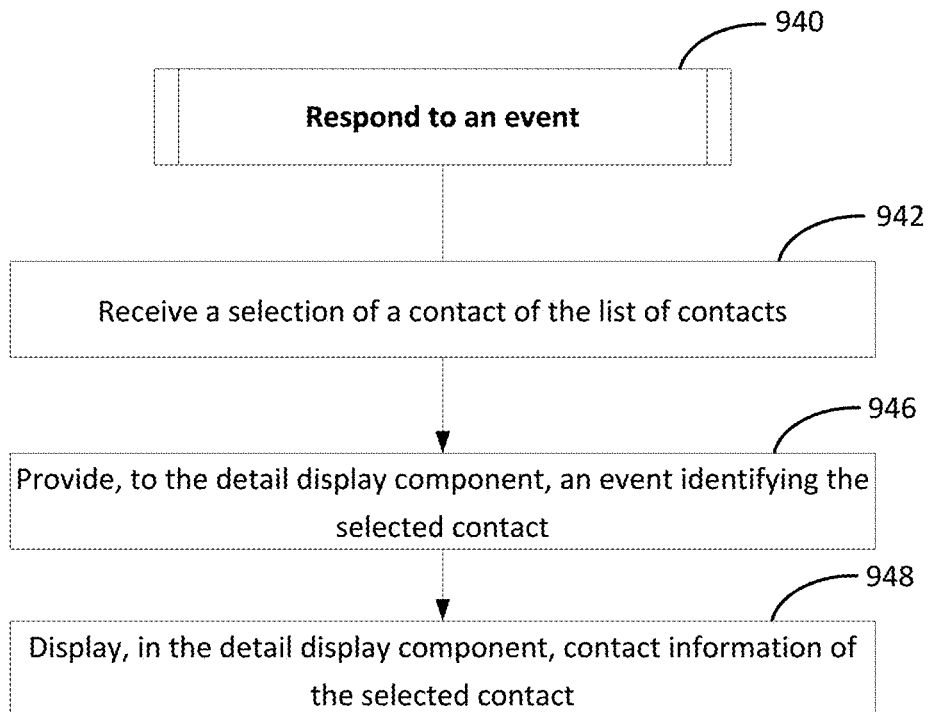 940
Respond to an event
942
Receive a selection of a contact of the list of contacts
946
Provide, to the detail display component, an event identifying the
selected contact
948
Display, in the detail display component, contact information of
the selected contact